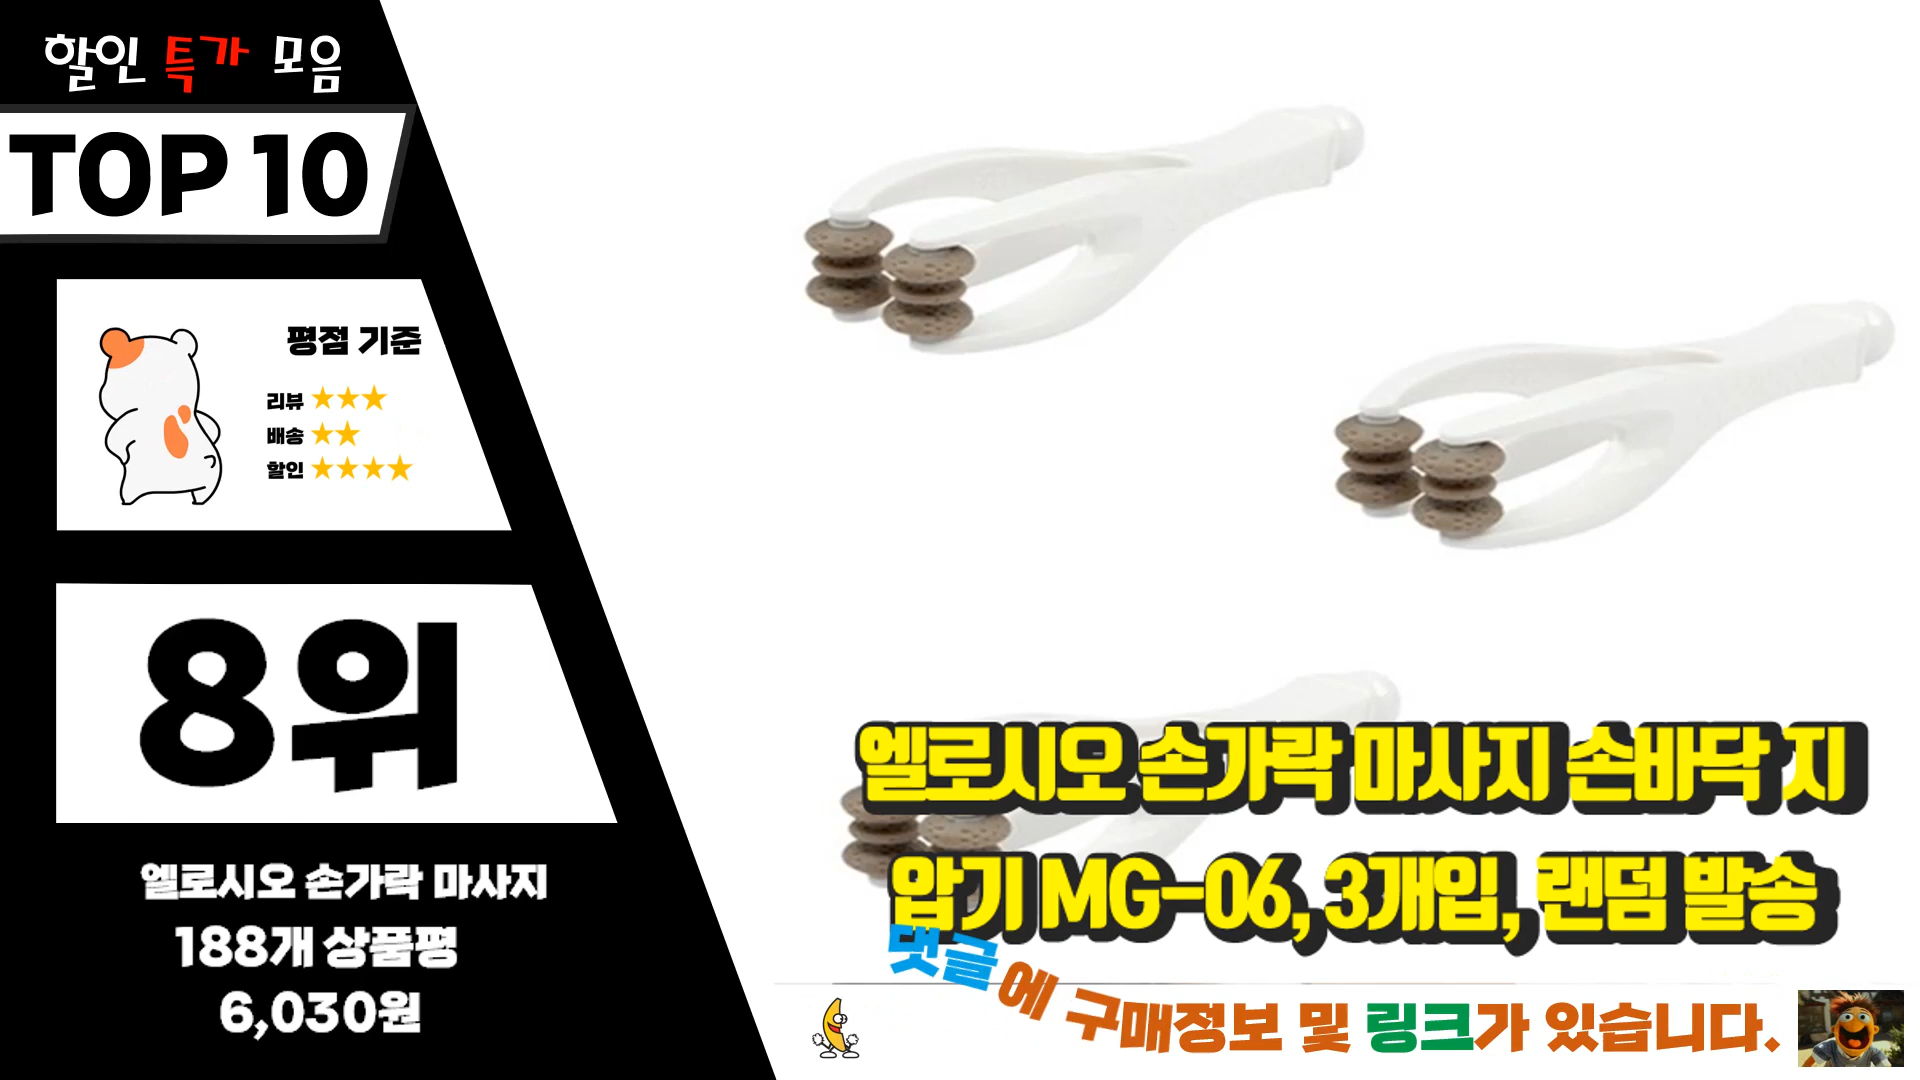 할인 특가 모음
TOP 10
평점 기준
리뷰 ★★★
배송 ★★
할인 ★★★★
8위
엘로시오 손가락 마사지
188개 상품평
6,030원
엘로시오 손가락 마사지 손바닥 지
압기 MG-06, 3개입, 랜덤 발송
댓글에 구매정보 및 링크가 있습니다.